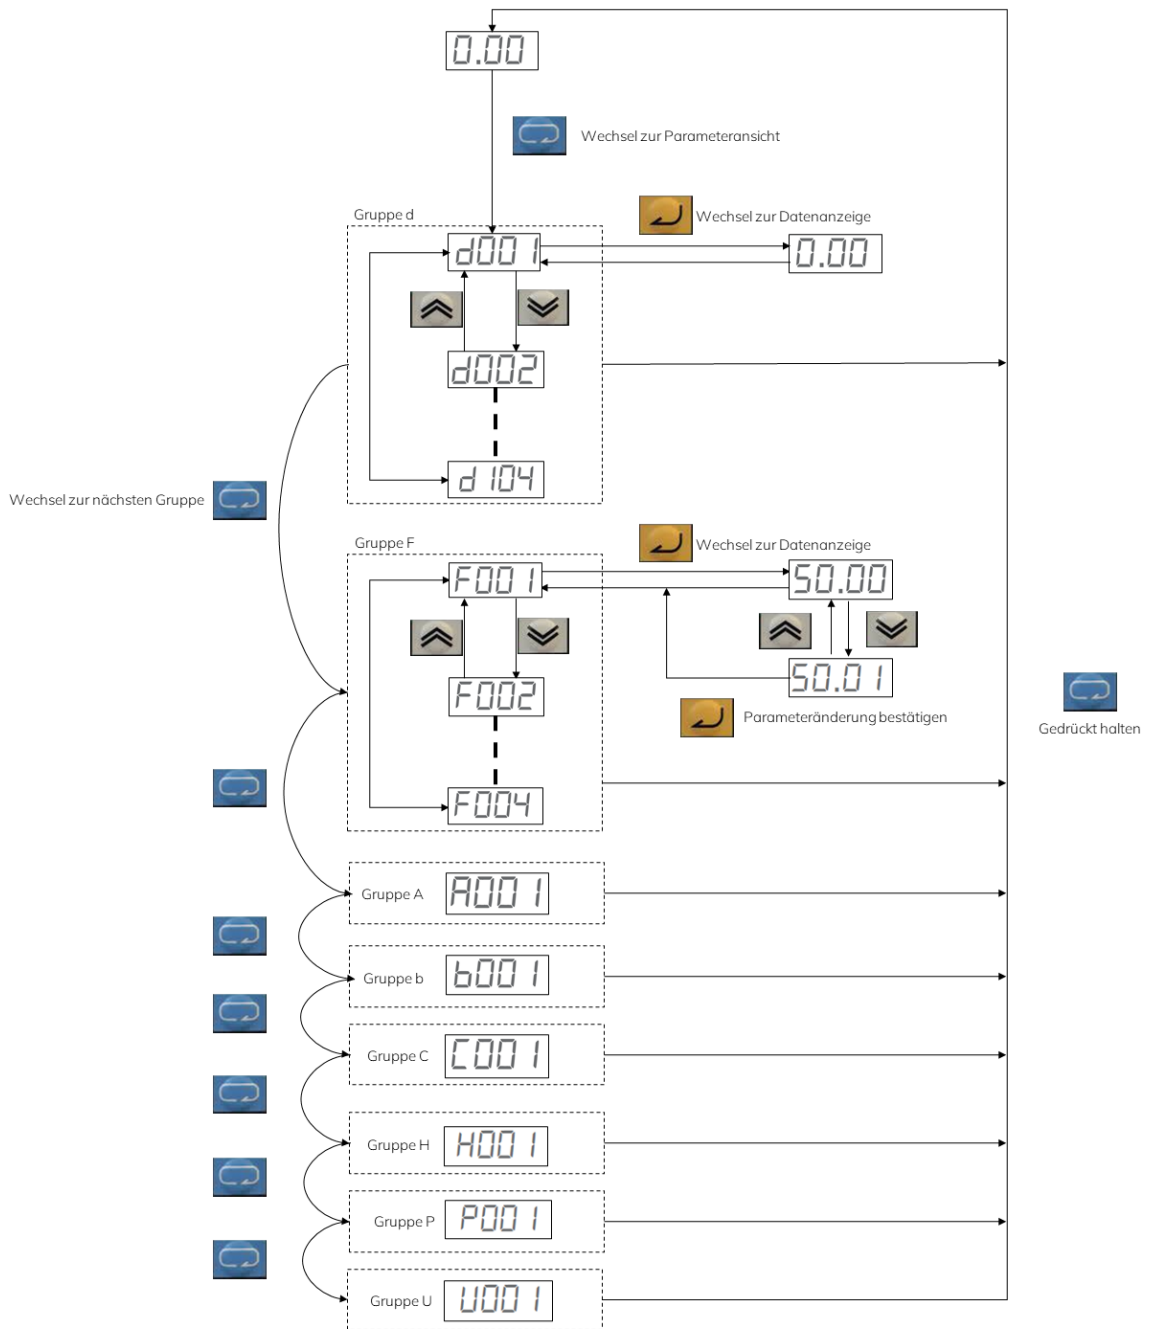 0.00
Wechsel zur Parameteransicht
Gruppe d
Wechsel zur Datenanzeige
d001
0.00
d002
d104
Wechsel zur nächsten Gruppe
Gruppe F
Wechsel zur Datenanzeige
F001
50.00
F002
50.01
Parameteränderung bestätigen
Gedrückt halten
F004
Gruppe A
A001
Gruppe b
b001
Gruppe C
C001
Gruppe H
H001
Gruppe P
P001
Gruppe U
U001